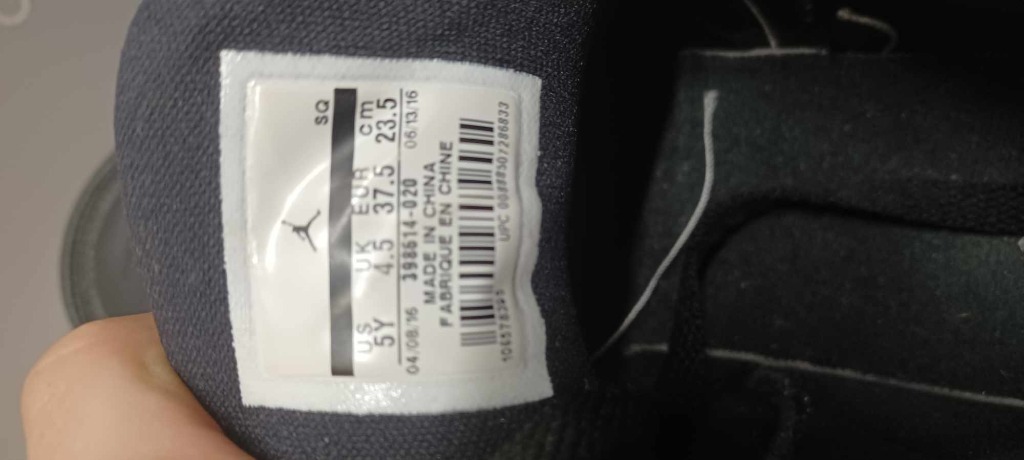 SQ
US UK EUR cm
5Y 4.5 37.5 23.5
04/08/16 398614-020 06/13/16
MADE IN CHINA
FABRIQUE EN CHINE
UPC